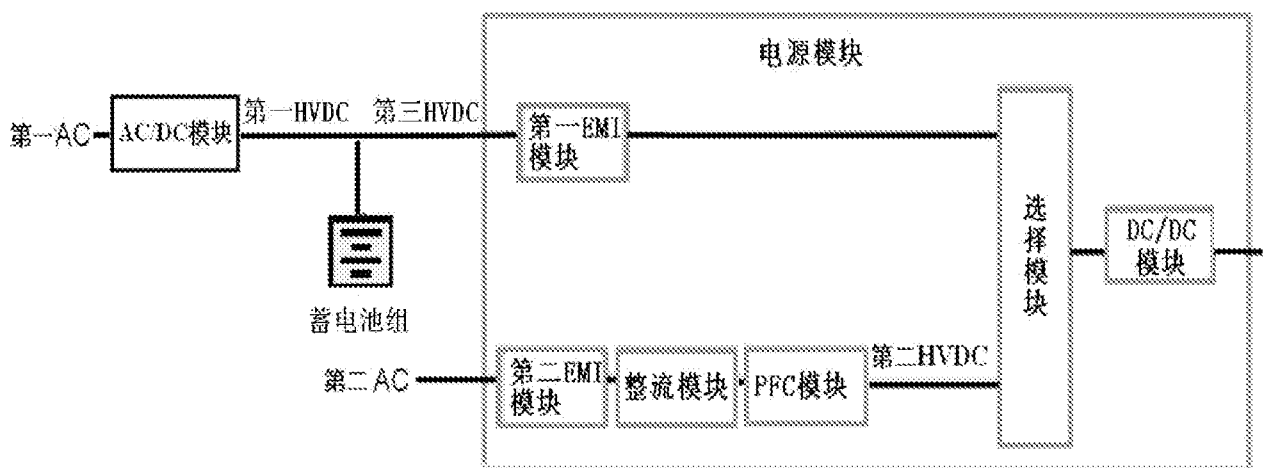 电源模块
第一AC
AC/DC模块
第一HVDC
第三HVDC
第一EMI
模块
选择模块
DC/DC
模块
蓄电池组
第二AC
第二EMI
模块
整流模块
PFC模块
第二HVDC